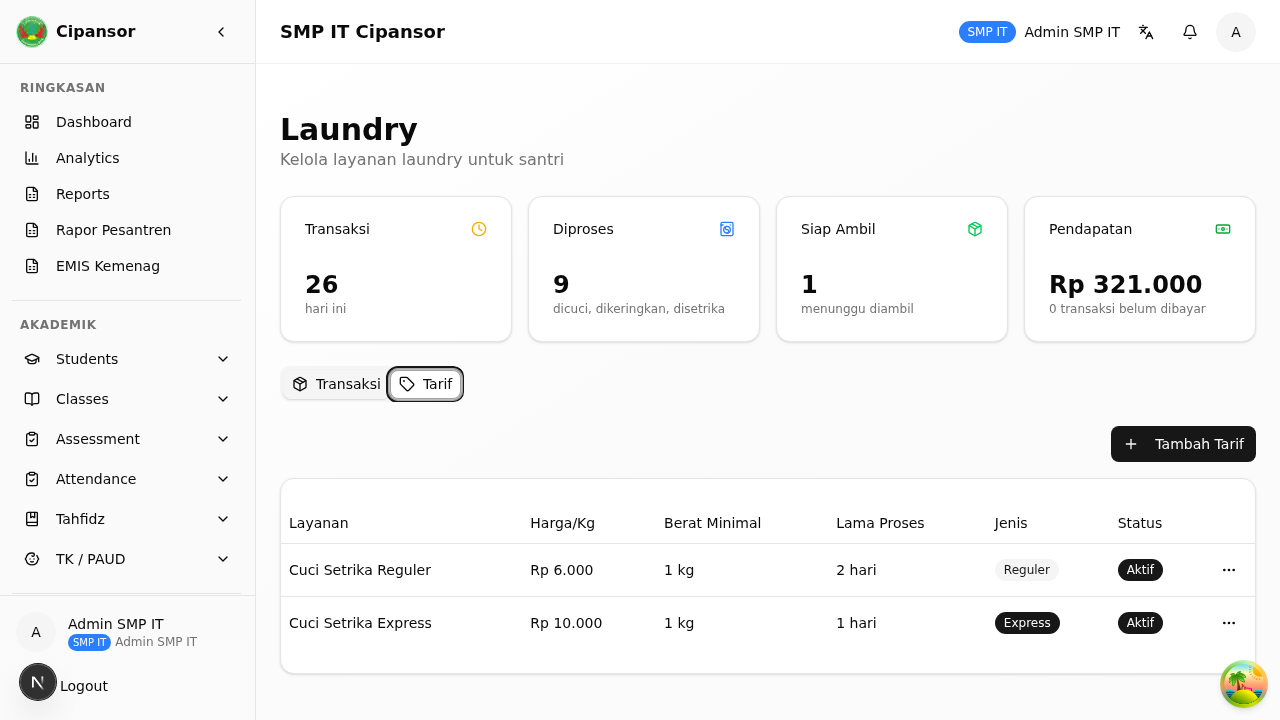 Cipansor
SMP IT Cipansor
SMP IT
Admin SMP IT
A
RINGKASAN
Dashboard
Analytics
Reports
Rapor Pesantren
EMIS Kemenag
AKADEMIK
Students
Classes
Assessment
Attendance
Tahfidz
TK / PAUD
A
Admin SMP IT
SMP IT Admin SMP IT
N
Logout
Laundry
Kelola layanan laundry untuk santri
Transaksi
26
hari ini
Diproses
9
dicuci, dikeringkan, disetrika
Siap Ambil
1
menunggu diambil
Pendapatan
Rp 321.000
0 transaksi belum dibayar
Transaksi
Tarif
Tambah Tarif
Layanan Harga/Kg Berat Minimal Lama Proses Jenis Status
Cuci Setrika Reguler Rp 6.000 1 kg 2 hari Reguler Aktif
Cuci Setrika Express Rp 10.000 1 kg 1 hari Express Aktif